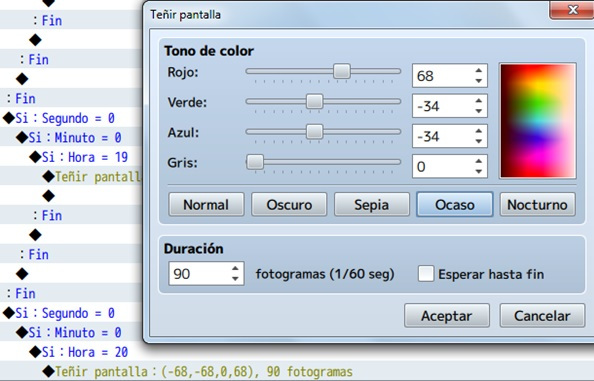 : Fin
◆
: Fin
◆
: Fin
◆Si : Segundo = 0
◆Si : Minuto = 0
◆Si : Hora = 19
◆Teñir pantall
◆
: Fin
◆
: Fin
◆
: Fin
◆Si : Segundo = 0
◆Si : Minuto = 0
◆Si : Hora = 20
◆Teñir pantalla : (-68,-68,0,68), 90 fotogramas
Teñir pantalla
Tono de color
Rojo: 68
Verde: -34
Azul: -34
Gris: 0
Normal Oscuro Sepia Ocaso Nocturno
Duración
90 fotogramas (1/60 seg) Esperar hasta fin
Aceptar Cancelar